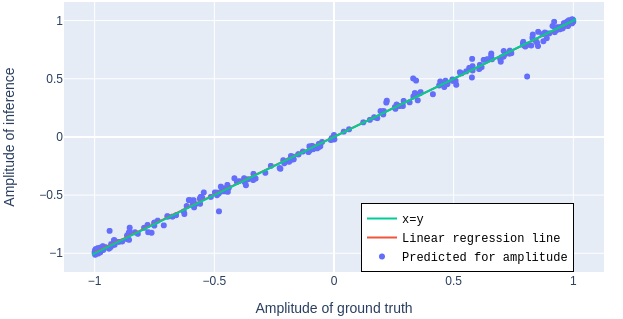 1
0.5
0
−0.5
−1
−1
−0.5
0
0.5
1
Amplitude of inference
Amplitude of ground truth
x=y
Linear regression line
Predicted for amplitude